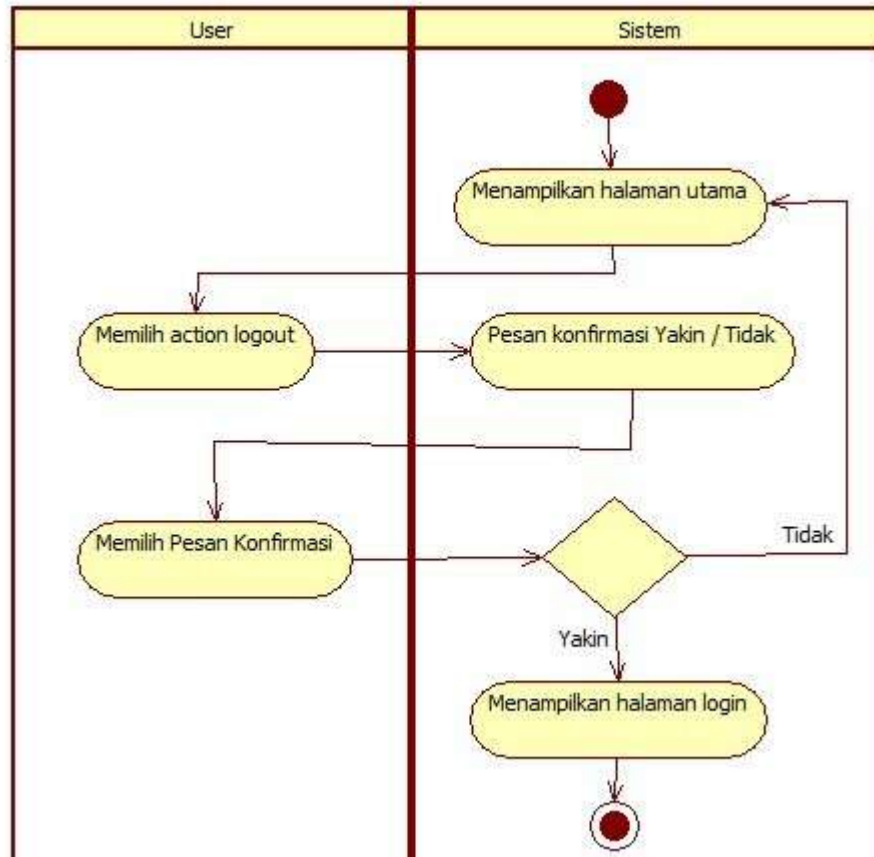 User
Sistem
Menampilkan halaman utama
Memilih action logout
Pesan konfirmasi Yakin / Tidak
Memilih Pesan Konfirmasi
Tidak
Yakin
Menampilkan halaman login